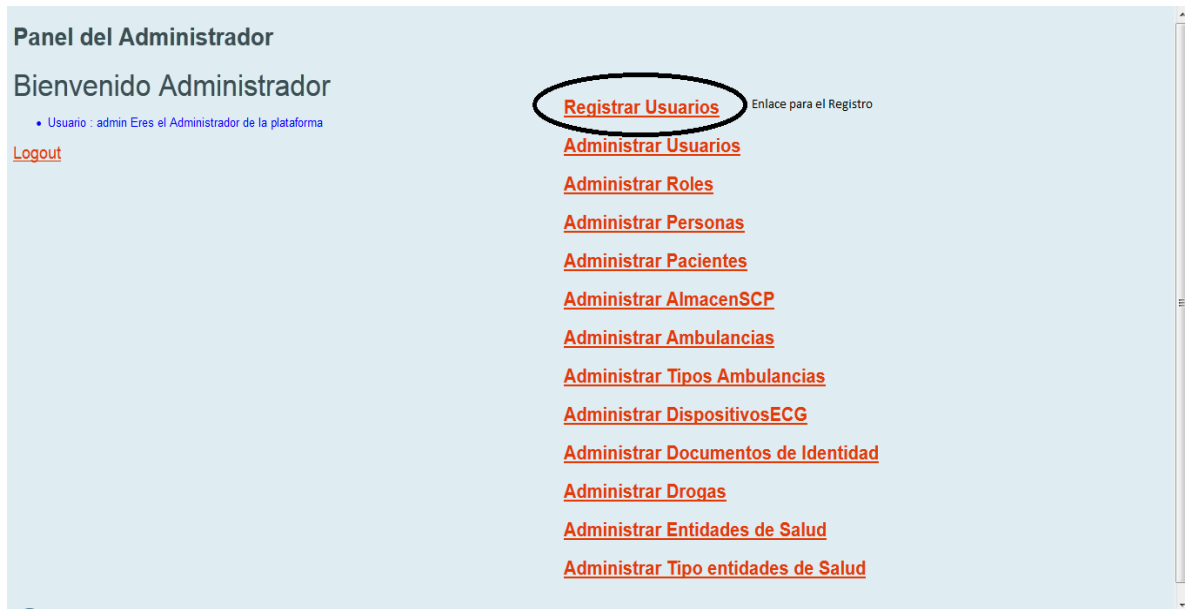 Panel del Administrador
Bienvenido Administrador
Usuario : admin Eres el Administrador de la plataforma
Logout
Registrar Usuarios
Enlace para el Registro
Administrar Usuarios
Administrar Roles
Administrar Personas
Administrar Pacientes
Administrar AlmacenSCP
Administrar Ambulancias
Administrar Tipos Ambulancias
Administrar DispositivosECG
Administrar Documentos de Identidad
Administrar Drogas
Administrar Entidades de Salud
Administrar Tipo entidades de Salud